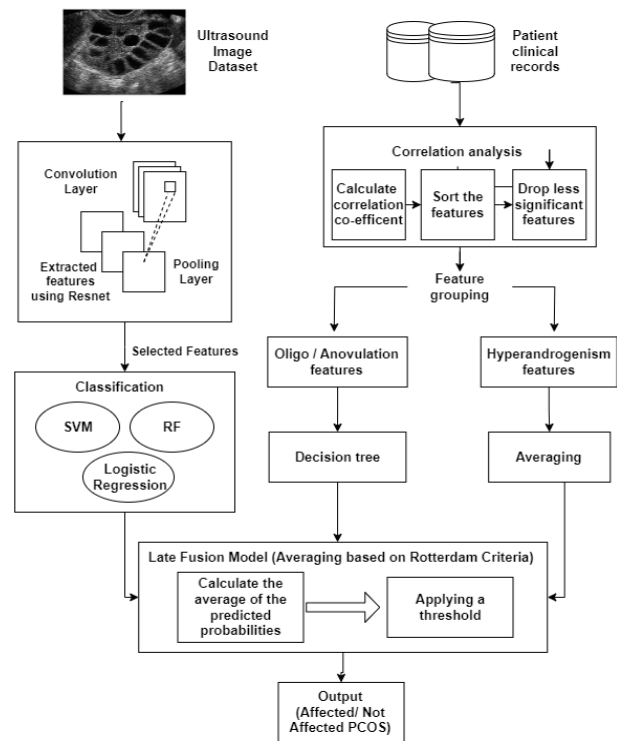 Ultrasound
Image
Dataset
Patient
clinical
records
Convolution
Layer
Extracted
features
using Resnet
Pooling
Layer
Correlation analysis
Calculate
correlation
co-efficent
Sort the
features
Drop less
significant
features
Feature
grouping
Selected Features
Oligo / Anovulation
features
Hyperandrogenism
features
Classification
SVM
RF
Logistic
Regression
Decision tree
Averaging
Late Fusion Model (Averaging based on Rotterdam Criteria)
Calculate the
average of the
predicted
probabilities
Applying a
threshold
Output
(Affected/ Not
Affected PCOS)